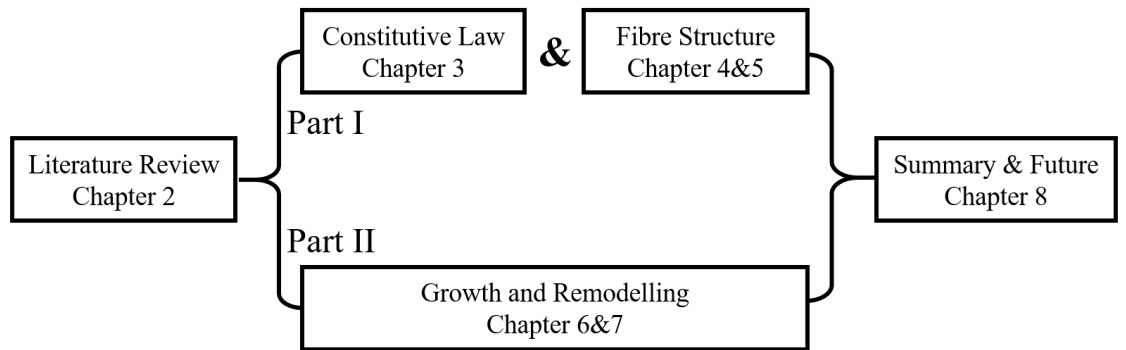 Constitutive Law
Chapter 3
&
Fibre Structure
Chapter 4&5
Part I
Literature Review
Chapter 2
Summary & Future
Chapter 8
Part II
Growth and Remodelling
Chapter 6&7